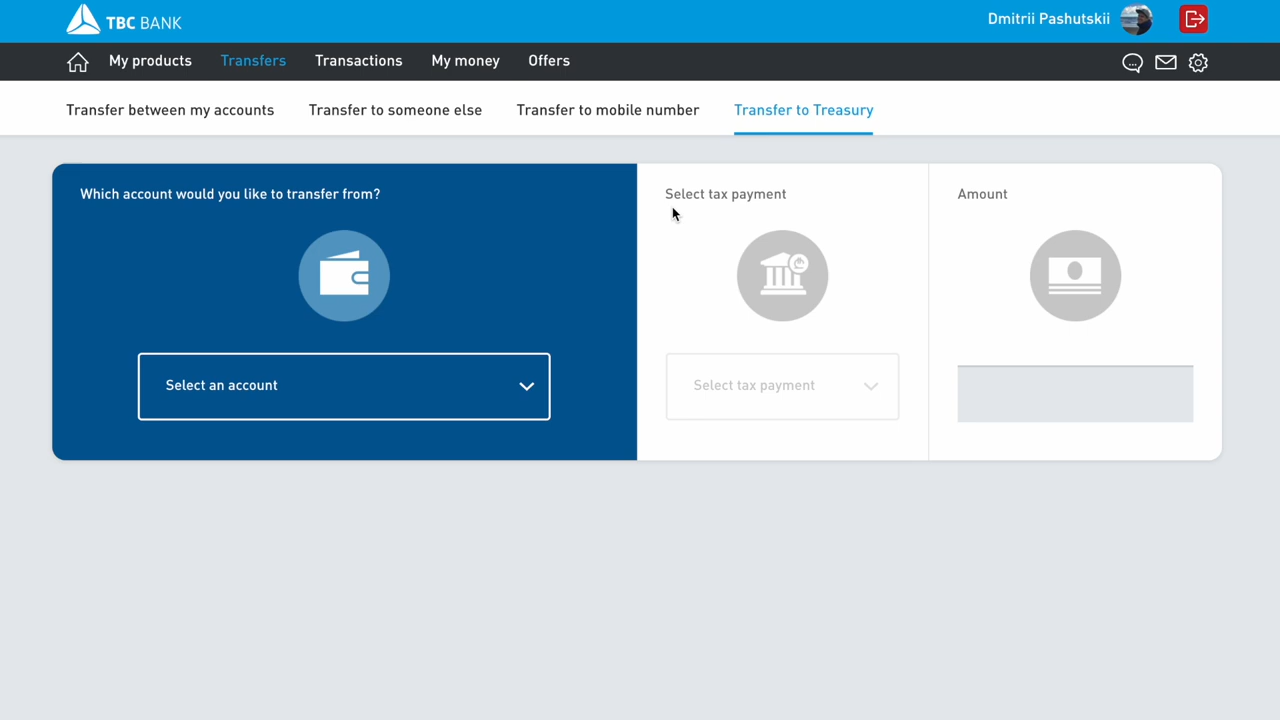 TBC BANK
Dmitrii Pashutskii
My products
Transfers
Transactions
My money
Offers
Transfer between my accounts
Transfer to someone else
Transfer to mobile number
Transfer to Treasury
Which account would you like to transfer from?
Select an account
Select tax payment
Select tax payment
Amount